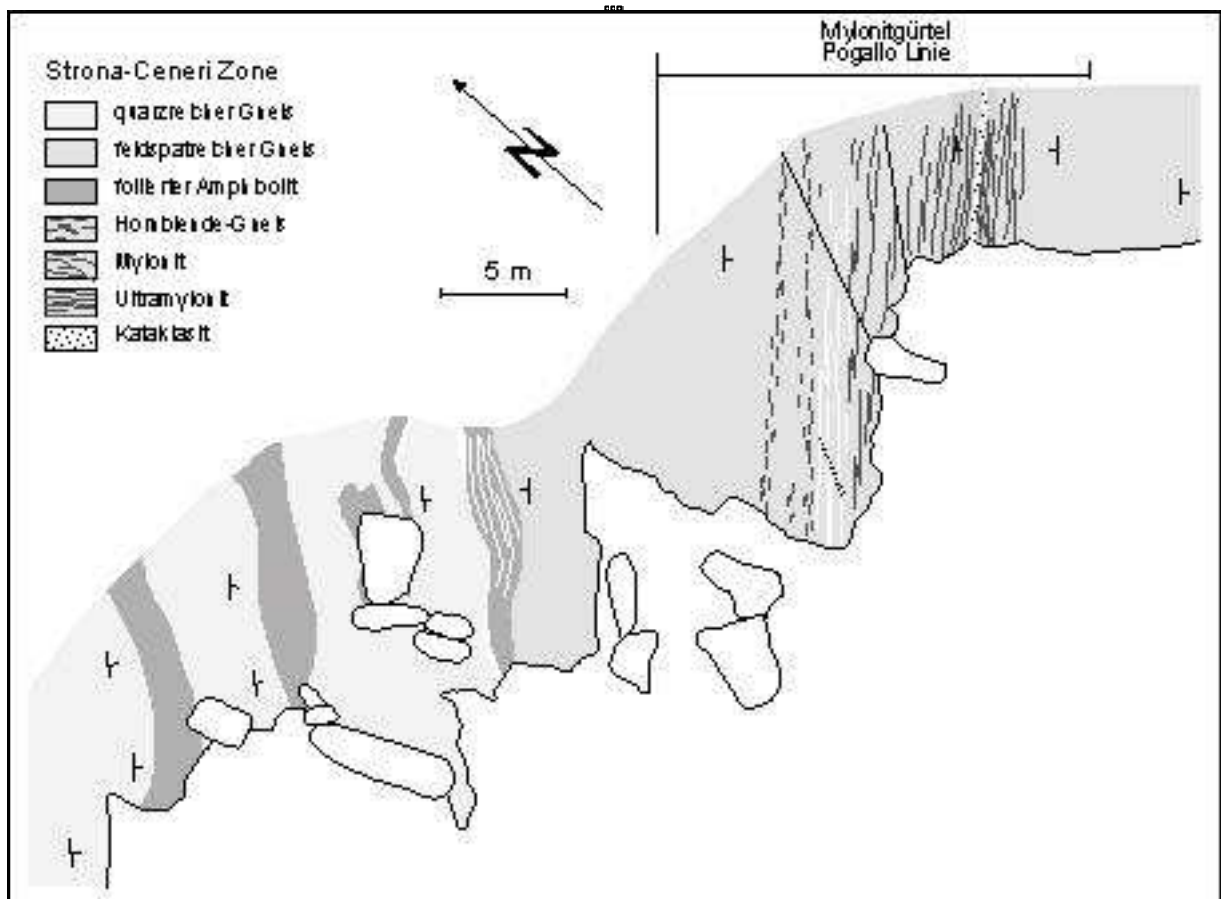 Mylonitgürtel
Pogallo Linie
Strona-Ceneri Zone
quarzreicher Gneis
feldspatreicher Gneis
foliierter Amphibolit
Hornblende-Gneis
Mylonit
Ultramylonit
Kataklasit
N
5 m